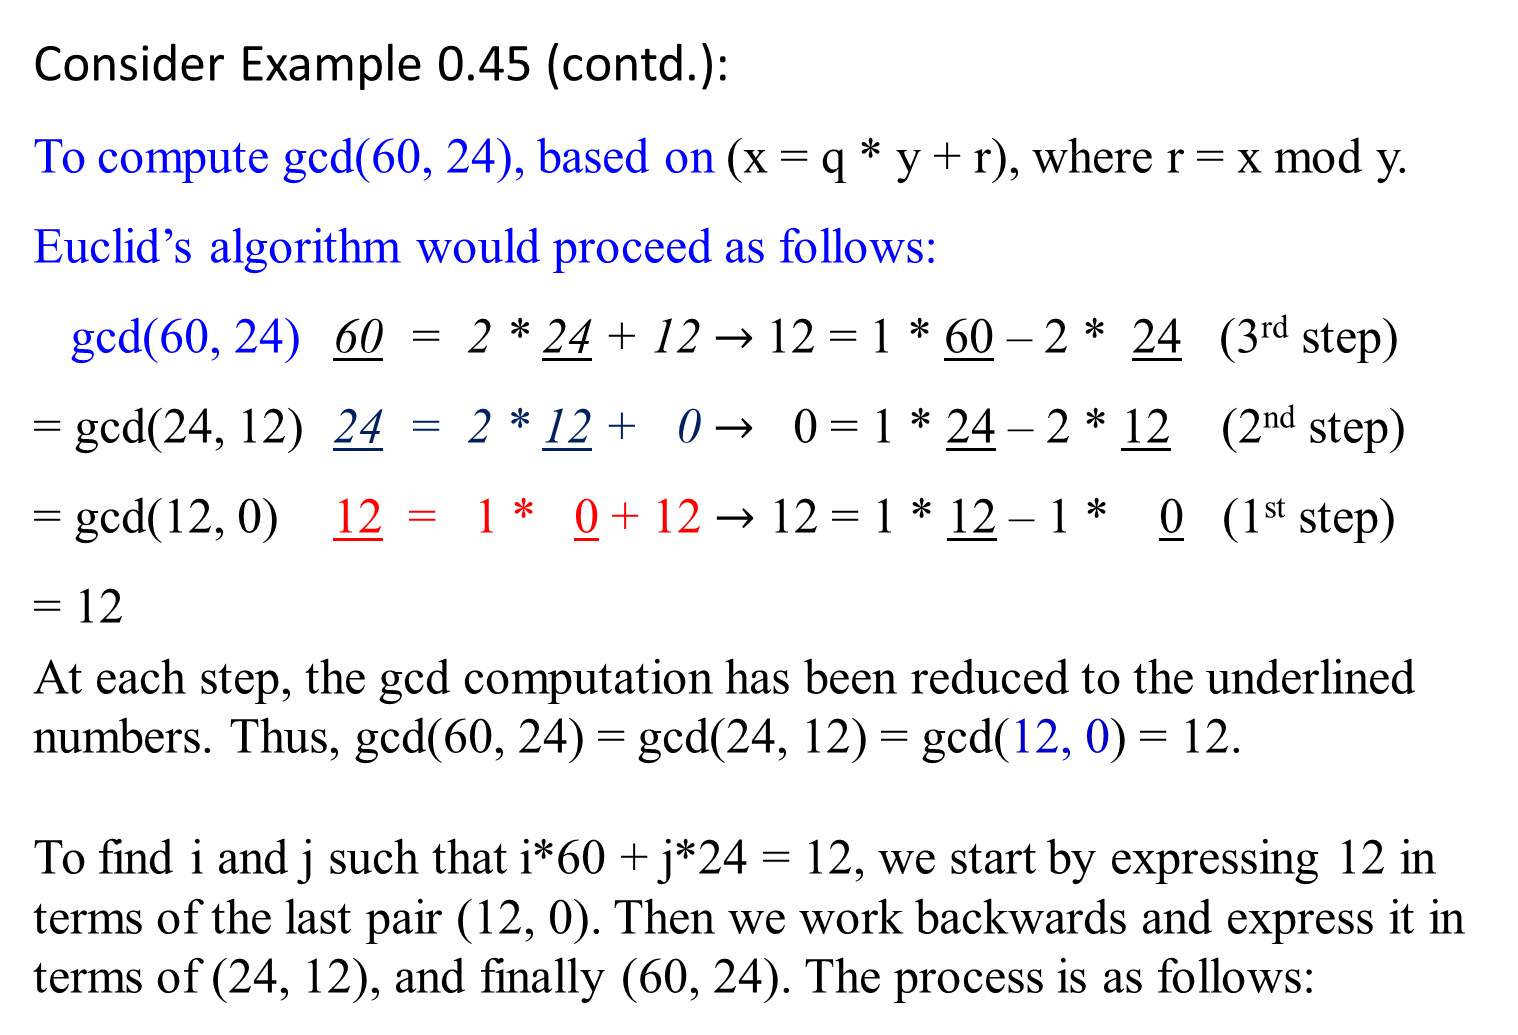 Consider Example 0.45 (contd.):
To compute gcd(60, 24), based on (x = q * y + r), where r = x mod y.
Euclid’s algorithm would proceed as follows:
gcd(60, 24) 60 = 2 * 24 + 12 → 12 = 1 * 60 – 2 * 24 (3rd step)
= gcd(24, 12) 24 = 2 * 12 + 0 → 0 = 1 * 24 – 2 * 12 (2nd step)
= gcd(12, 0) 12 = 1 * 0 + 12 → 12 = 1 * 12 – 1 * 0 (1st step)
= 12
At each step, the gcd computation has been reduced to the underlined
numbers. Thus, gcd(60, 24) = gcd(24, 12) = gcd(12, 0) = 12.
To find i and j such that i*60 + j*24 = 12, we start by expressing 12 in
terms of the last pair (12, 0). Then we work backwards and express it in
terms of (24, 12), and finally (60, 24). The process is as follows: